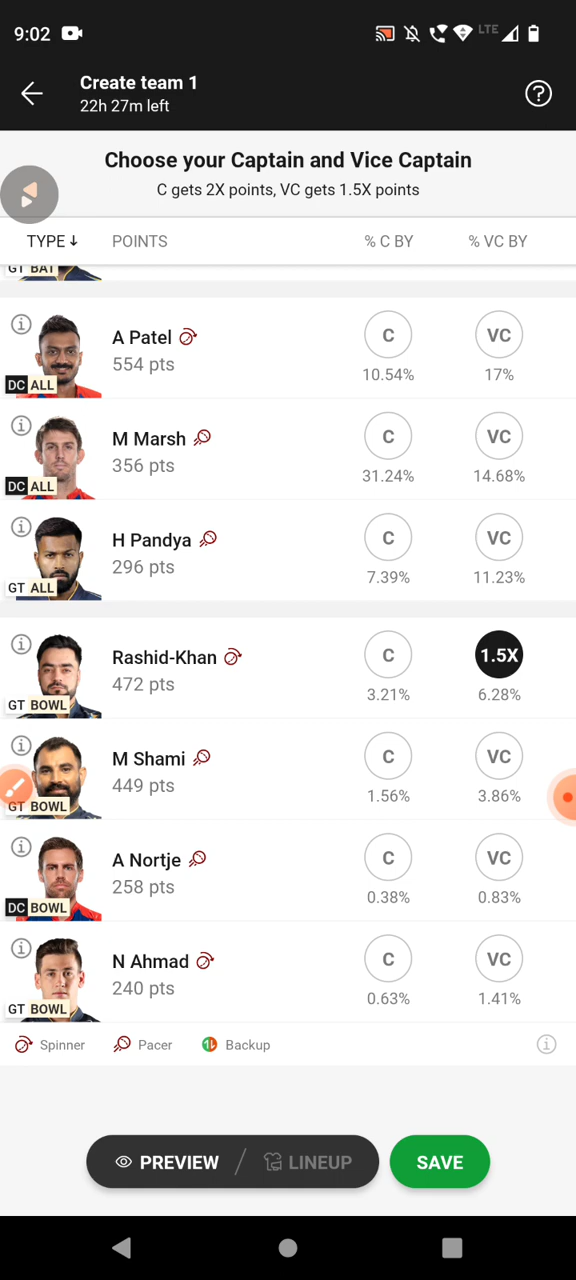 9:02
LTE
Create team 1
22h 27m left
Choose your Captain and Vice Captain
C gets 2X points, VC gets 1.5X points
TYPE POINTS % C BY % VC BY
GT BAT
A Patel
554 pts
C VC
10.54% 17%
DC ALL
M Marsh
356 pts
C VC
31.24% 14.68%
DC ALL
H Pandya
296 pts
C VC
7.39% 11.23%
GT ALL
Rashid-Khan
472 pts
C 1.5X
3.21% 6.28%
GT BOWL
M Shami
449 pts
C VC
1.56% 3.86%
GT BOWL
A Nortje
258 pts
C VC
0.38% 0.83%
DC BOWL
N Ahmad
240 pts
C VC
0.63% 1.41%
GT BOWL
Spinner Pacer Backup
PREVIEW / LINEUP SAVE